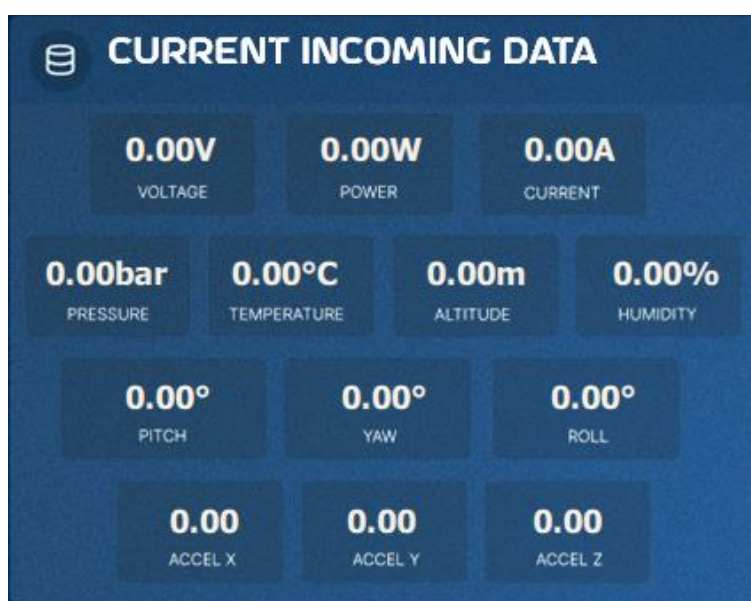 CURRENT INCOMING DATA
0.00V 0.00W 0.00A
VOLTAGE POWER CURRENT
0.00bar 0.00°C 0.00m 0.00%
PRESSURE TEMPERATURE ALTITUDE HUMIDITY
0.00° 0.00° 0.00°
PITCH YAW ROLL
0.00 0.00 0.00
ACCEL X ACCEL Y ACCEL Z